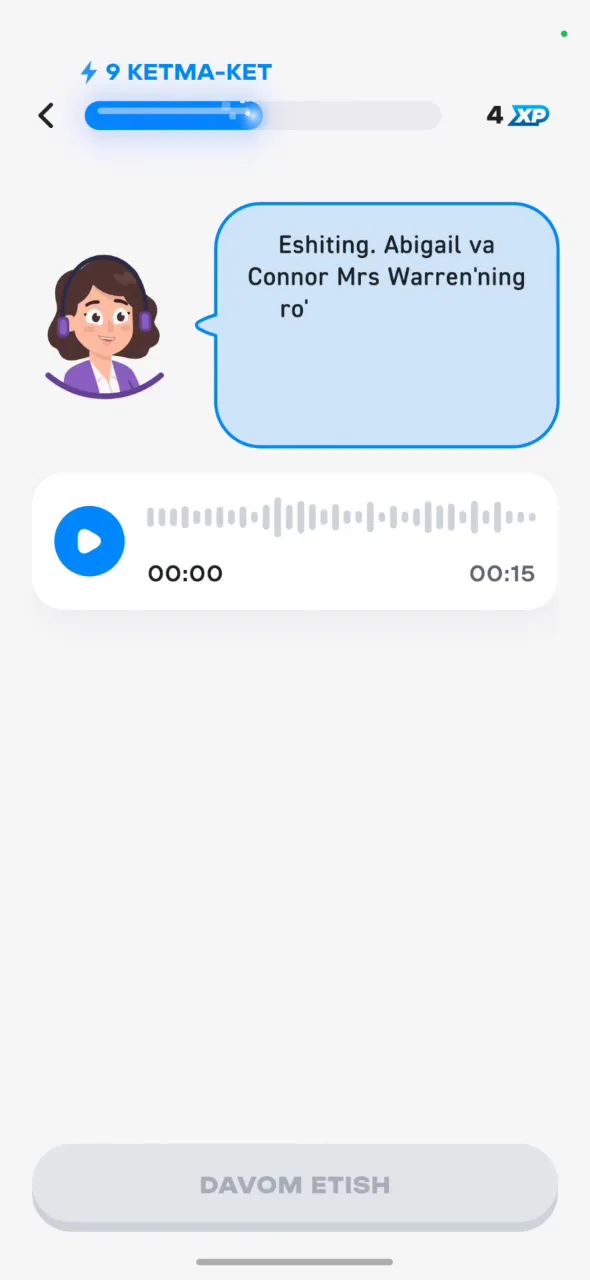 9 KETMA-KET
4 XP
Eshiting. Abigail va
Connor Mrs Warren'ning
ro'
00:00
00:15
DAVOM ETISH